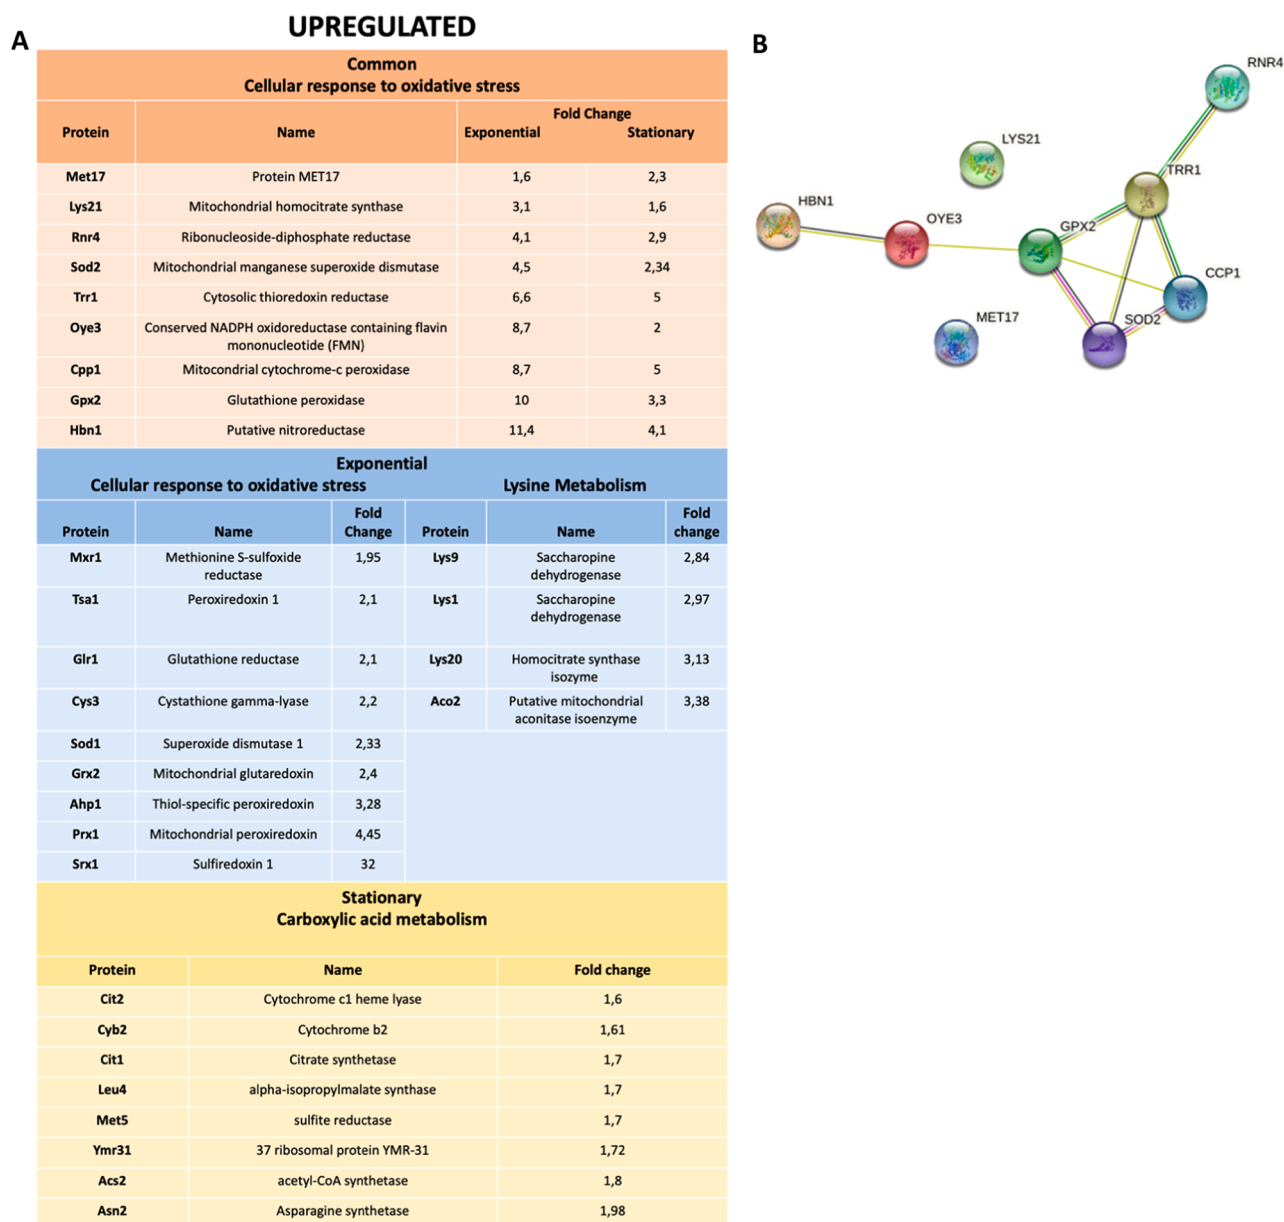 A
UPREGULATED
Common
Cellular response to oxidative stress
Protein Name Fold Change
Exponential Stationary
Met17 Protein MET17 1,6 2,3
Lys21 Mitochondrial homocitrate synthase 3,1 1,6
Rnr4 Ribonucleoside-diphosphate reductase 4,1 2,9
Sod2 Mitochondrial manganese superoxide dismutase 4,5 2,34
Trr1 Cytosolic thioredoxin reductase 6,6 5
Oye3 Conserved NADPH oxidoreductase containing flavin 8,7 2
mononucleotide (FMN)
Cpp1 Mitocondrial cytochrome-c peroxidase 8,7 5
Gpx2 Glutathione peroxidase 10 3,3
Hbn1 Putative nitroreductase 11,4 4,1
Exponential
Cellular response to oxidative stress Lysine Metabolism
Protein Name Fold Protein Name Fold
Change change
Mxr1 Methionine S-sulfoxide 1,95 Lys9 Saccharopine 2,84
reductase dehydrogenase
Tsa1 Peroxiredoxin 1 2,1 Lys1 Saccharopine 2,97
dehydrogenase
Glr1 Glutathione reductase 2,1 Lys20 Homocitrate synthase 3,13
isozyme
Cys3 Cystathione gamma-lyase 2,2 Aco2 Putative mitochondrial 3,38
aconitase isoenzyme
Sod1 Superoxide dismutase 1 2,33
Grx2 Mitochondrial glutaredoxin 2,4
Ahp1 Thiol-specific peroxiredoxin 3,28
Prx1 Mitochondrial peroxiredoxin 4,45
Srx1 Sulfiredoxin 1 32
Stationary
Carboxylic acid metabolism
Protein Name Fold change
Cit2 Cytochrome c1 heme lyase 1,6
Cyb2 Cytochrome b2 1,61
Cit1 Citrate synthetase 1,7
Leu4 alpha-isopropylmalate synthase 1,7
Met5 sulfite reductase 1,7
Ymr31 37 ribosomal protein YMR-31 1,72
Acs2 acetyl-CoA synthetase 1,8
Asn2 Asparagine synthetase 1,98
B
RNR4
LYS21
TRR1
HBN1
OYE3
GPX2
CCP1
MET17
SOD2